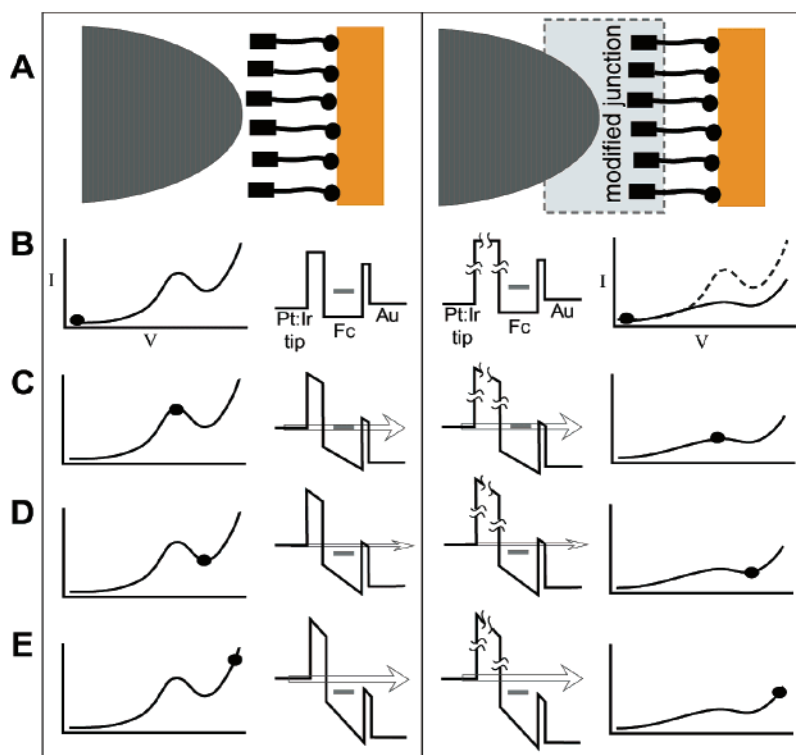 A
modified junction
B
I
V
Pt:Ir
tip
Fc
Au
Pt:Ir
tip
Fc
Au
I
V
C
D
E